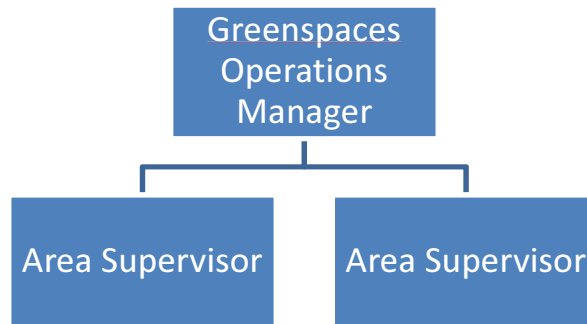 Greenspaces
Operations
Manager
Area Supervisor
Area Supervisor